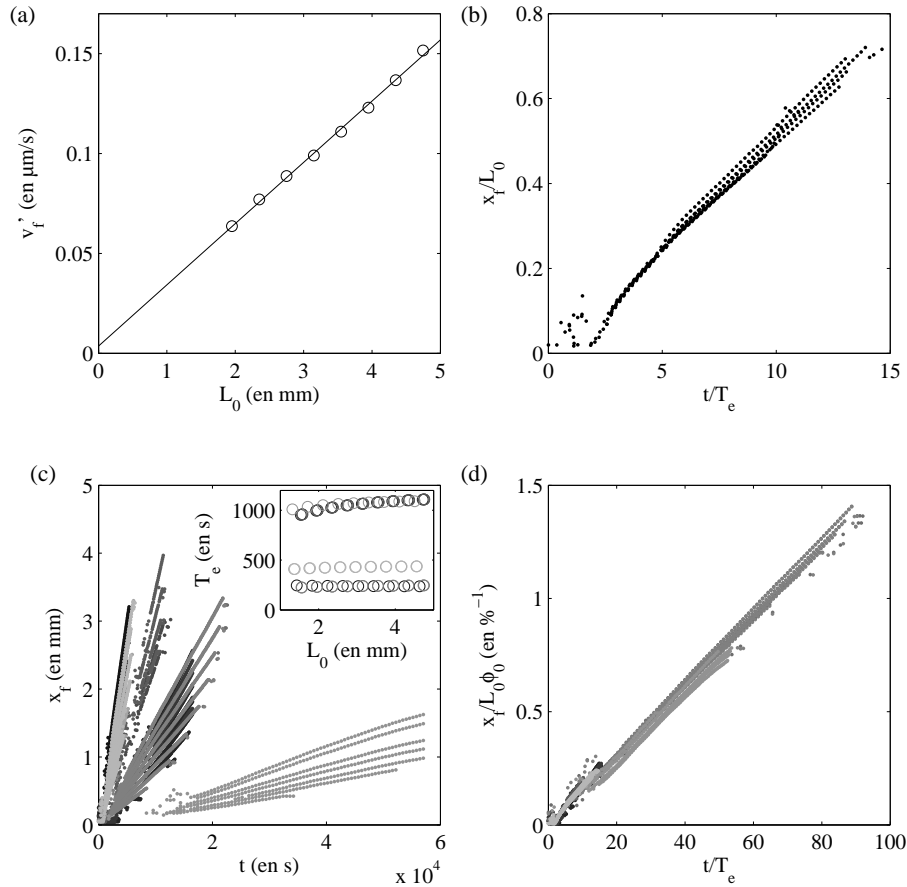 (a)
0.15
0.1
0.05
0
v_f' (en μm/s)
0 1 2 3 4 5
L_0 (en mm)
(b)
0.8
0.6
0.4
0.2
0
x_f/L_0
0 5 10 15
t/T_e
(c)
5
4
3
2
1
0
x_f (en mm)
0 2 4 6
t (en s)
x 10^4
1000
500
0
T_e (en s)
2 4
L_0 (en mm)
(d)
1.5
1
0.5
0
x_f/L_0ϕ_0 (en %^-1)
0 20 40 60 80 100
t/T_e